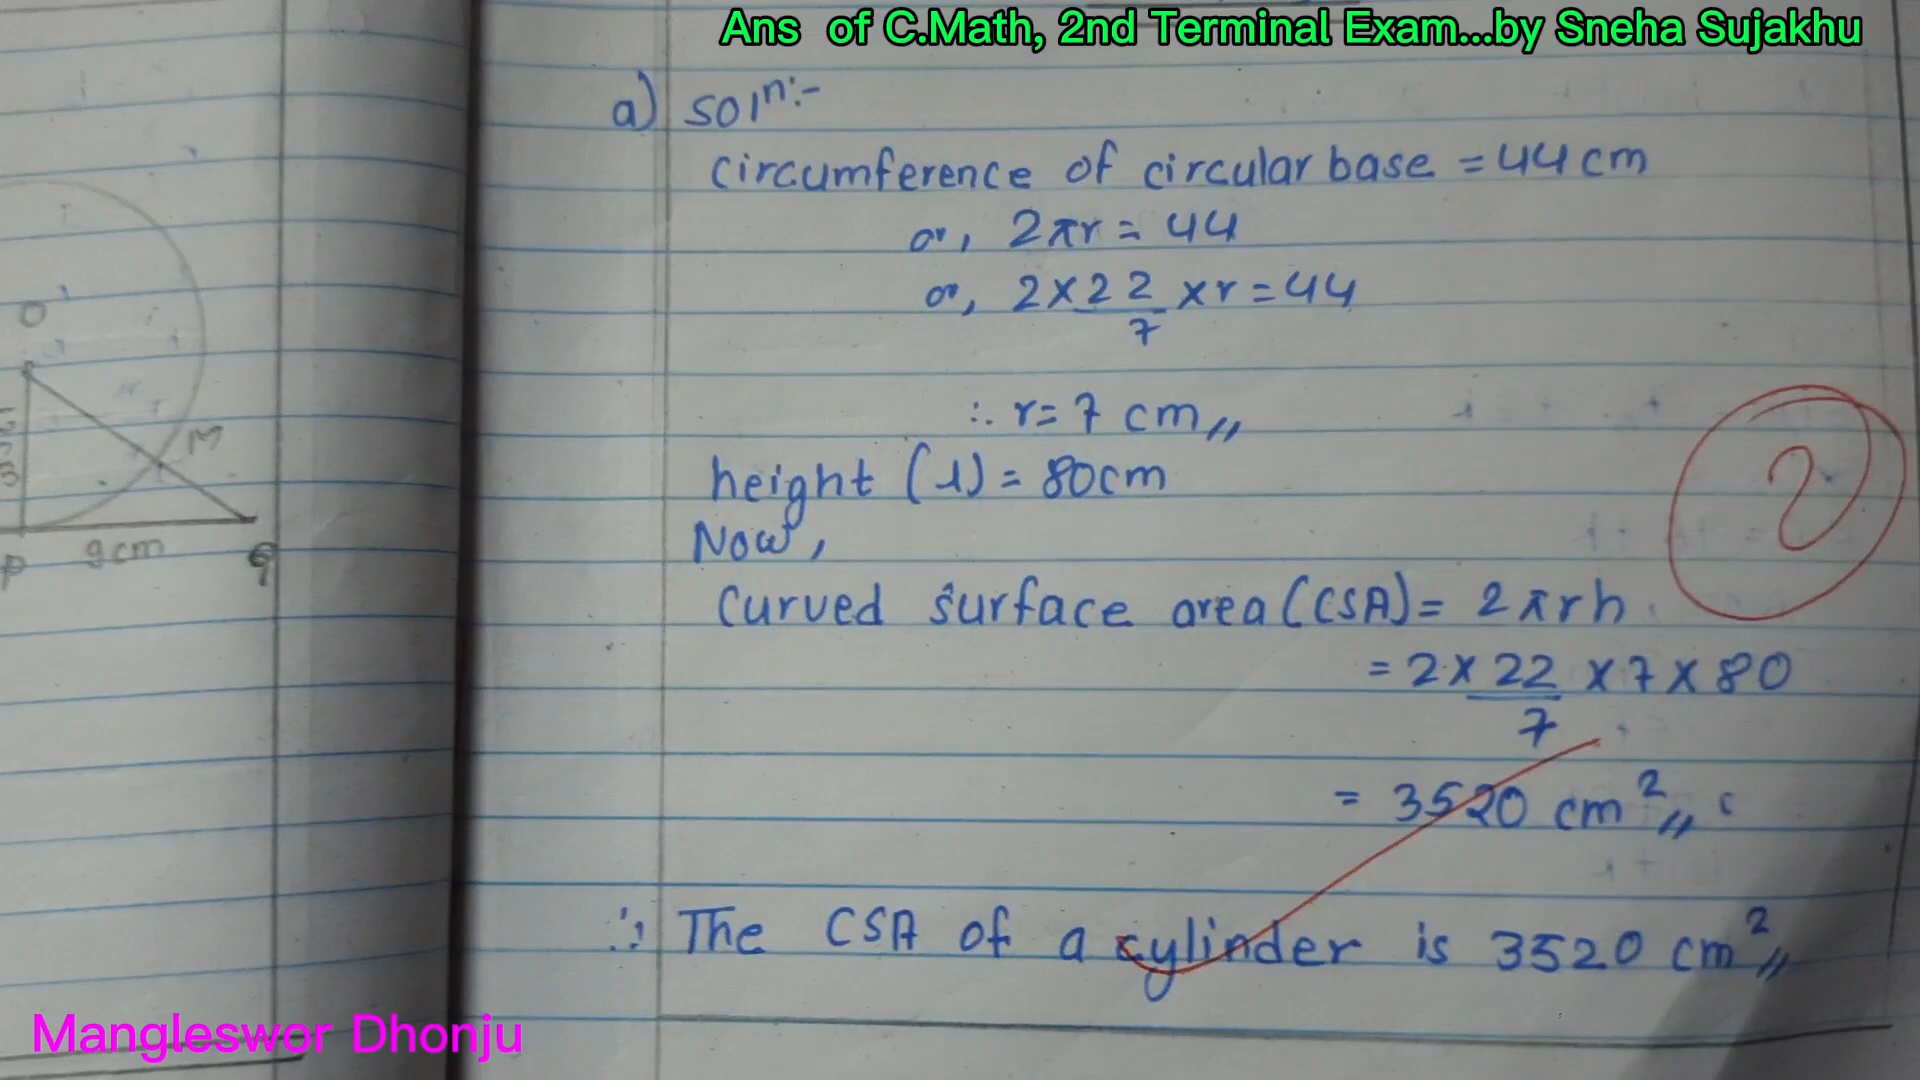 Ans of C.Math, 2nd Terminal Exam...by Sneha Sujakhu
a) solⁿ:-
circumference of circular base = 44 cm
or, 2πr = 44
or, 2 × 22/7 × r = 44
∴ r = 7 cm,,
height (l) = 80cm
Now,
Curved surface area (CSA) = 2πrh
= 2 × 22/7 × 7 × 80
= 3520 cm²,,
∴ The CSA of a cylinder is 3520 cm²,,
2
O
M
P 9cm Q
Mangleswor Dhonju